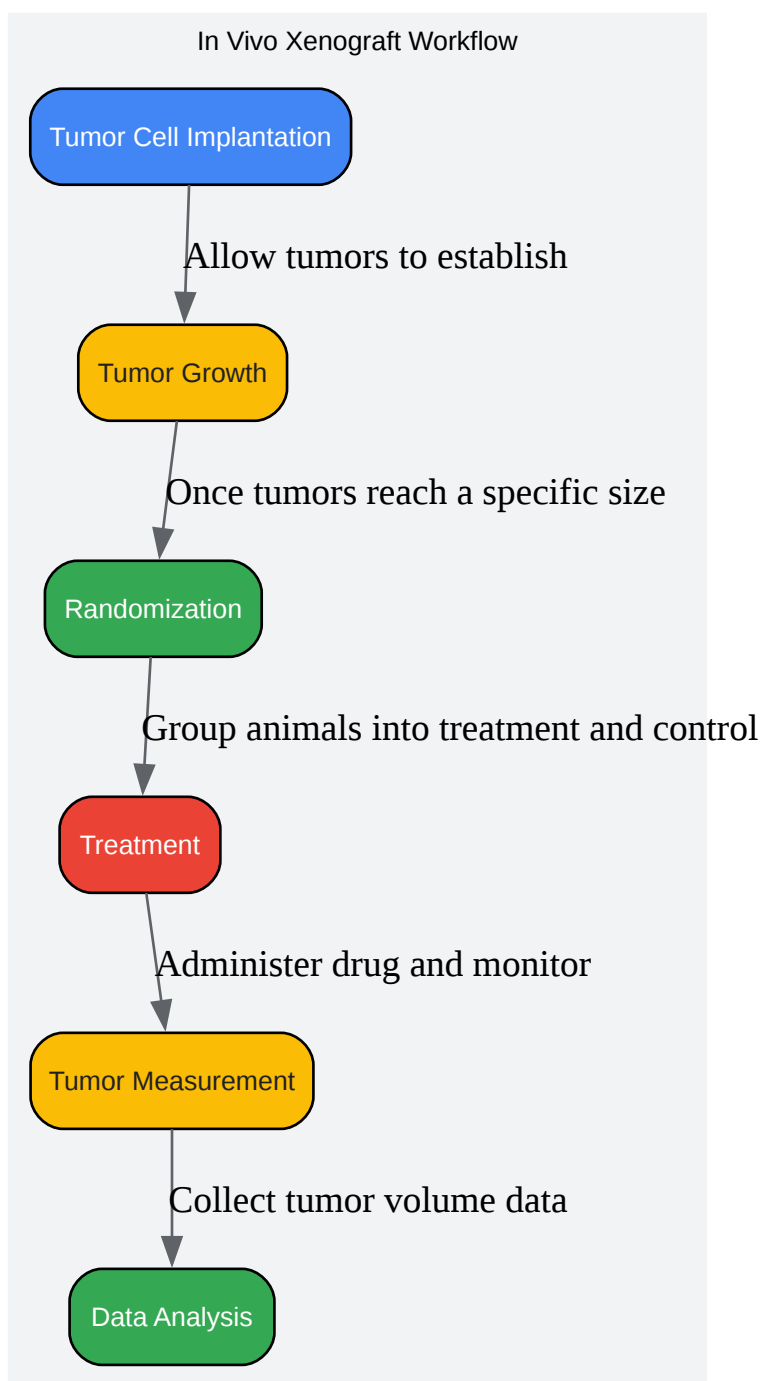 In Vivo Xenograft Workflow
Tumor Cell Implantation
Allow tumors to establish
Tumor Growth
Once tumors reach a specific size
Randomization
Group animals into treatment and control
Treatment
Administer drug and monitor
Tumor Measurement
Collect tumor volume data
Data Analysis